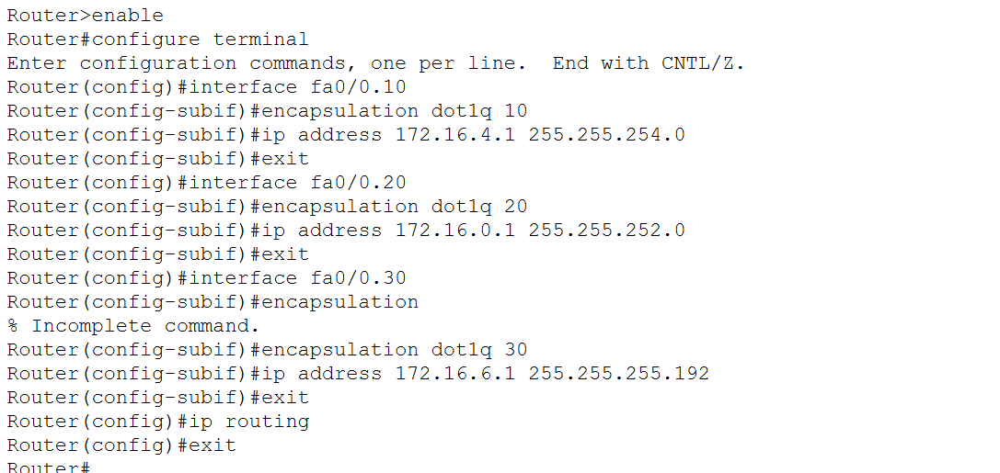 Router>enable
Router#configure terminal
Enter configuration commands, one per line.  End with CNTL/Z.
Router(config)#interface fa0/0.10
Router(config-subif)#encapsulation dot1q 10
Router(config-subif)#ip address 172.16.4.1 255.255.254.0
Router(config-subif)#exit
Router(config)#interface fa0/0.20
Router(config-subif)#encapsulation dot1q 20
Router(config-subif)#ip address 172.16.0.1 255.255.252.0
Router(config-subif)#exit
Router(config)#interface fa0/0.30
Router(config-subif)#encapsulation
% Incomplete command.
Router(config-subif)#encapsulation dot1q 30
Router(config-subif)#ip address 172.16.6.1 255.255.255.192
Router(config-subif)#exit
Router(config)#ip routing
Router(config)#exit
Router#